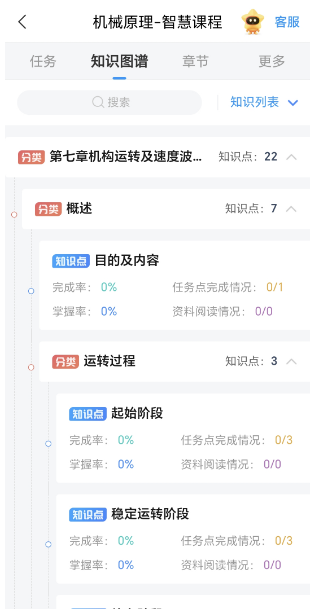 机械原理-智慧课程
客服
任务 知识图谱 章节 更多
搜索 知识列表
分类 第七章机构运转及速度波... 知识点：22
分类 概述 知识点：7
知识点 目的及内容
完成率： 0% 任务点完成情况： 0/1
掌握率： 0% 资料阅读情况： 0/0
分类 运转过程 知识点：3
知识点 起始阶段
完成率： 0% 任务点完成情况： 0/3
掌握率： 0% 资料阅读情况： 0/0
知识点 稳定运转阶段
完成率： 0% 任务点完成情况： 0/3
掌握率： 0% 资料阅读情况： 0/0